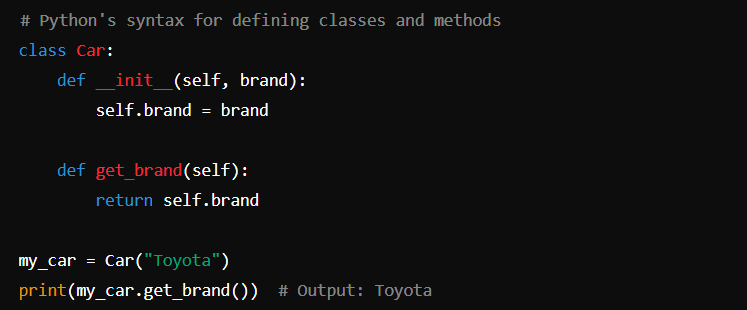 # Python's syntax for defining classes and methods
class Car:
    def __init__(self, brand):
        self.brand = brand

    def get_brand(self):
        return self.brand

my_car = Car("Toyota")
print(my_car.get_brand())  # Output: Toyota